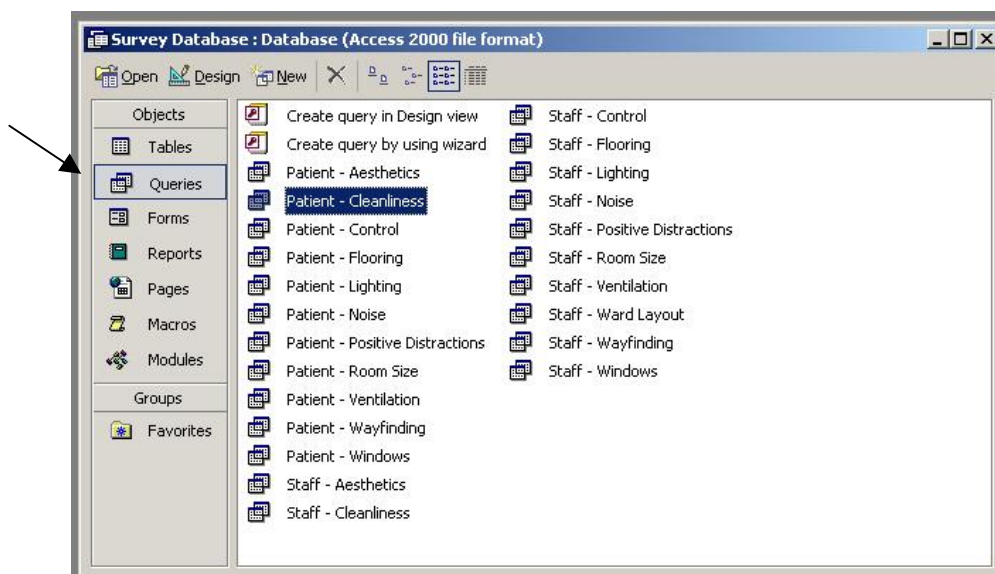 Survey Database : Database (Access 2000 file format)
Open Design New
Objects
Tables
Queries
Forms
Reports
Pages
Macros
Modules
Groups
Favorites
Create query in Design view
Create query by using wizard
Patient - Aesthetics
Patient - Cleanliness
Patient - Control
Patient - Flooring
Patient - Lighting
Patient - Noise
Patient - Positive Distractions
Patient - Room Size
Patient - Ventilation
Patient - Wayfinding
Patient - Windows
Staff - Aesthetics
Staff - Cleanliness
Staff - Control
Staff - Flooring
Staff - Lighting
Staff - Noise
Staff - Positive Distractions
Staff - Room Size
Staff - Ventilation
Staff - Ward Layout
Staff - Wayfinding
Staff - Windows